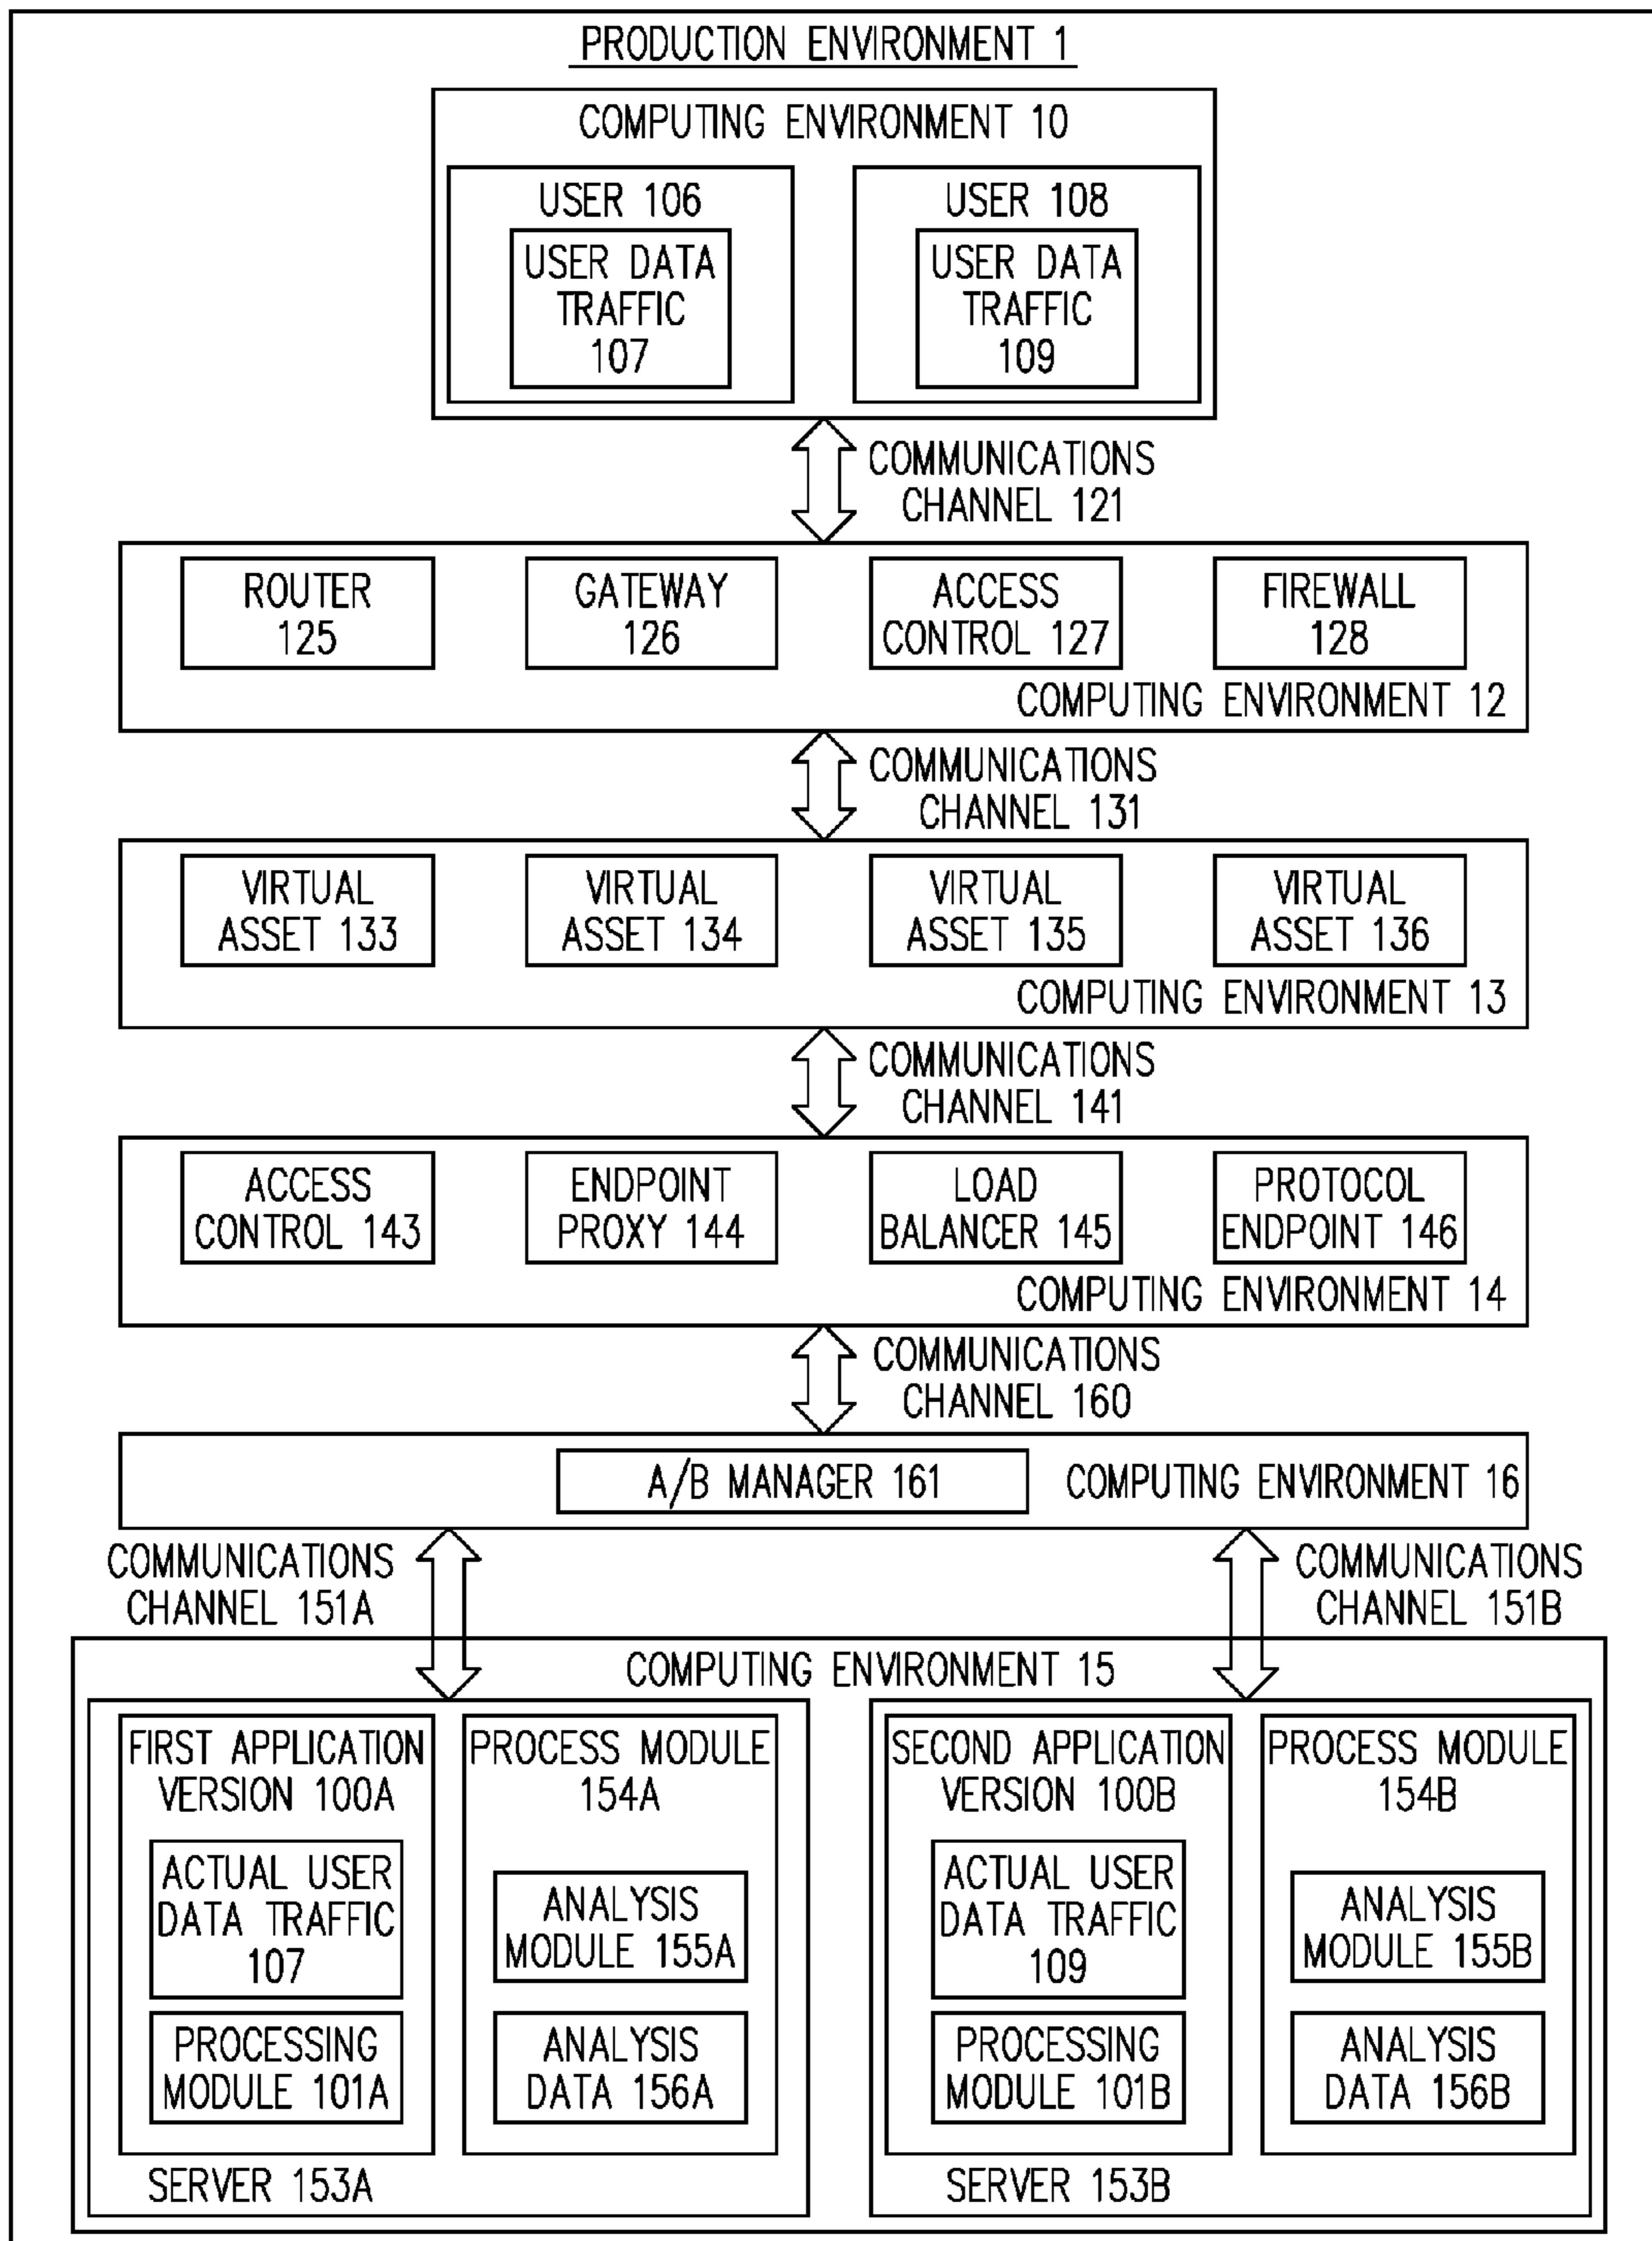 PRODUCTION ENVIRONMENT 1
COMPUTING ENVIRONMENT 10
USER 106
USER DATA
TRAFFIC
107
USER 108
USER DATA
TRAFFIC
109
COMMUNICATIONS
CHANNEL 121
ROUTER
125
GATEWAY
126
ACCESS
CONTROL 127
FIREWALL
128
COMPUTING ENVIRONMENT 12
COMMUNICATIONS
CHANNEL 131
VIRTUAL
ASSET 133
VIRTUAL
ASSET 134
VIRTUAL
ASSET 135
VIRTUAL
ASSET 136
COMPUTING ENVIRONMENT 13
COMMUNICATIONS
CHANNEL 141
ACCESS
CONTROL 143
ENDPOINT
PROXY 144
LOAD
BALANCER 145
PROTOCOL
ENDPOINT 146
COMPUTING ENVIRONMENT 14
COMMUNICATIONS
CHANNEL 160
A/B MANAGER 161
COMPUTING ENVIRONMENT 16
COMMUNICATIONS
CHANNEL 151A
COMMUNICATIONS
CHANNEL 151B
COMPUTING ENVIRONMENT 15
FIRST APPLICATION
VERSION 100A
ACTUAL USER
DATA TRAFFIC
107
PROCESSING
MODULE 101A
PROCESS MODULE
154A
ANALYSIS
MODULE 155A
ANALYSIS
DATA 156A
SERVER 153A
SECOND APPLICATION
VERSION 100B
ACTUAL USER
DATA TRAFFIC
109
PROCESSING
MODULE 101B
PROCESS MODULE
154B
ANALYSIS
MODULE 155B
ANALYSIS
DATA 156B
SERVER 153B